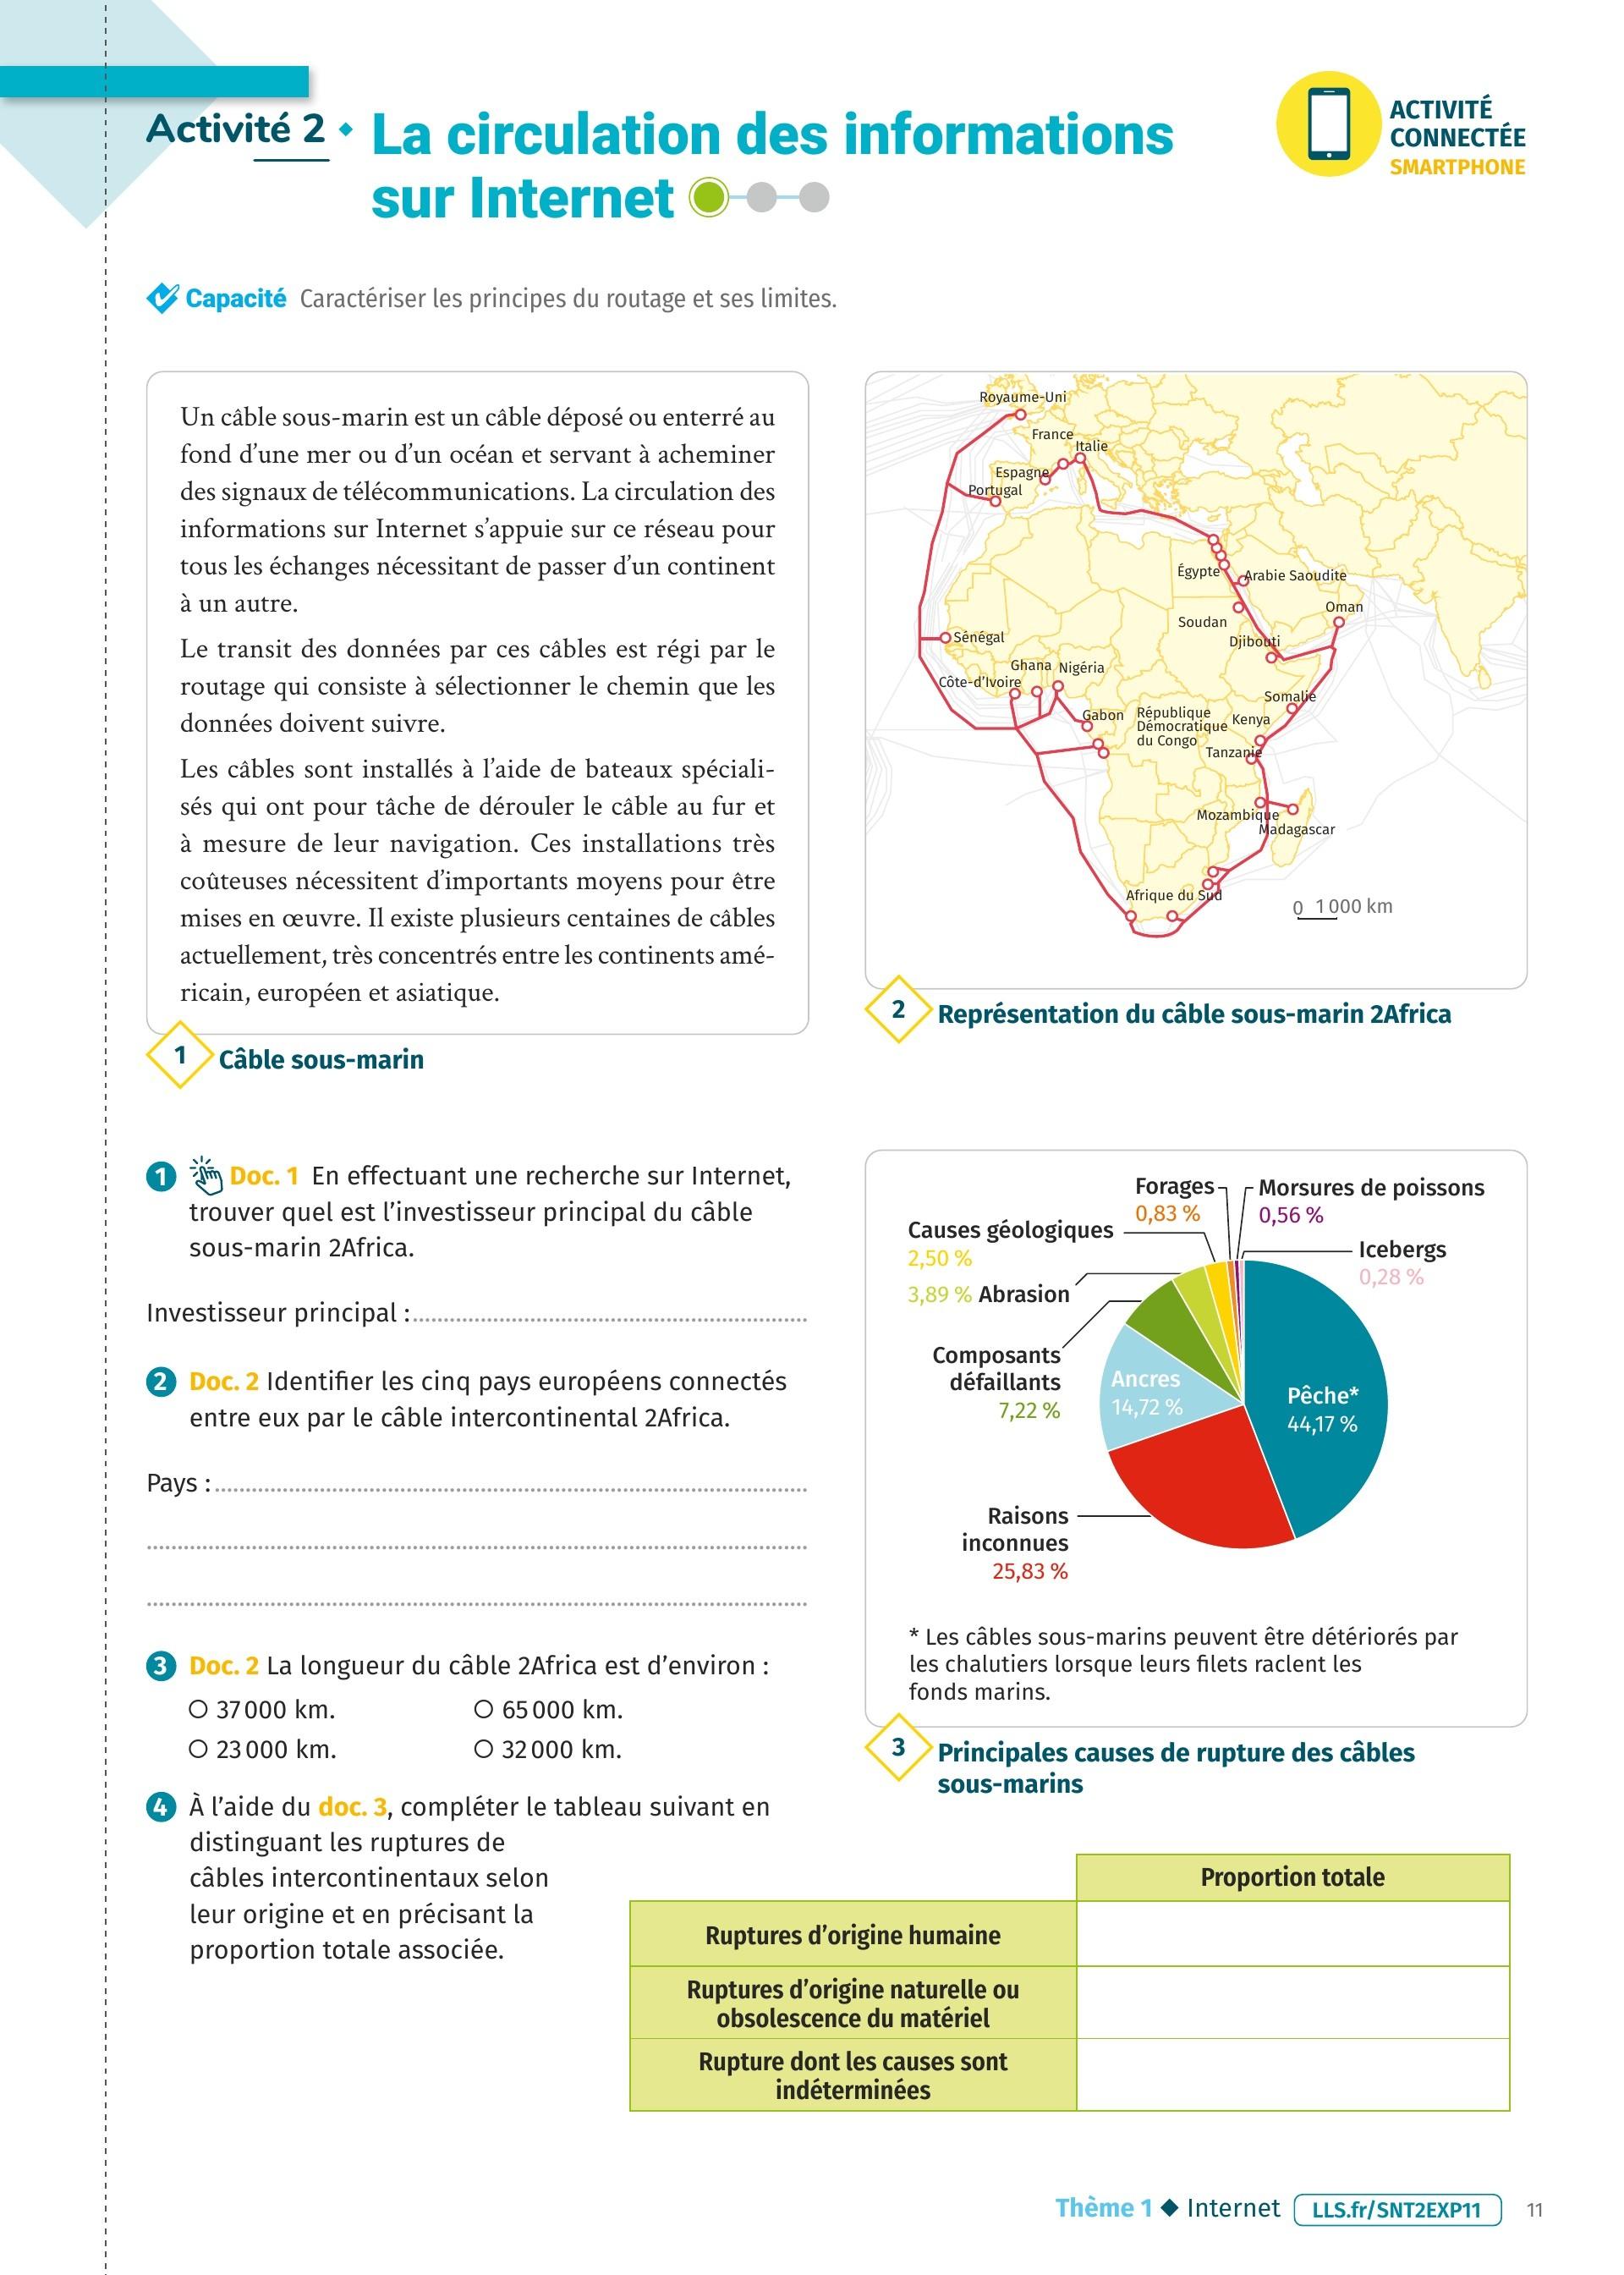 Activité 2
La circulation des informations
sur Internet
ACTIVITÉ
CONNECTÉE
SMARTPHONE
Capacité Caractériser les principes du routage et ses limites.
Un câble sous-marin est un câble déposé ou enterré au
fond d’une mer ou d’un océan et servant à acheminer
des signaux de télécommunications. La circulation des
informations sur Internet s’appuie sur ce réseau pour
tous les échanges nécessitant de passer d’un continent
à un autre.
Le transit des données par ces câbles est régi par le
routage qui consiste à sélectionner le chemin que les
données doivent suivre.
Les câbles sont installés à l’aide de bateaux spéciali-
sés qui ont pour tâche de dérouler le câble au fur et
à mesure de leur navigation. Ces installations très
coûteuses nécessitent d’importants moyens pour être
mises en œuvre. Il existe plusieurs centaines de câbles
actuellement, très concentrés entre les continents amé-
ricain, européen et asiatique.
1 Câble sous-marin
Royaume-Uni
France
Italie
Espagne
Portugal
Égypte
Arabie Saoudite
Soudan
Oman
Djibouti
Sénégal
Ghana
Nigéria
Côte-d’Ivoire
Somalie
Gabon
République
Démocratique
du Congo
Kenya
Tanzanie
Mozambique
Madagascar
Afrique du Sud
0 1 000 km
2 Représentation du câble sous-marin 2Africa
1 Doc. 1 En effectuant une recherche sur Internet,
trouver quel est l’investisseur principal du câble
sous-marin 2Africa.
Investisseur principal :
2 Doc. 2 Identifier les cinq pays européens connectés
entre eux par le câble intercontinental 2Africa.
Pays :
3 Doc. 2 La longueur du câble 2Africa est d’environ :
37 000 km.
65 000 km.
23 000 km.
32 000 km.
4 À l’aide du doc. 3, compléter le tableau suivant en
distinguant les ruptures de
câbles intercontinentaux selon
leur origine et en précisant la
proportion totale associée.
Forages
0,83 %
Morsures de poissons
0,56 %
Causes géologiques
2,50 %
Icebergs
0,28 %
3,89 % Abrasion
Composants
défaillants
7,22 %
Ancres
14,72 %
Pêche*
44,17 %
Raisons
inconnues
25,83 %
* Les câbles sous-marins peuvent être détériorés par
les chalutiers lorsque leurs filets raclent les
fonds marins.
3 Principales causes de rupture des câbles
sous-marins
Proportion totale
Ruptures d’origine humaine
Ruptures d’origine naturelle ou
obsolescence du matériel
Rupture dont les causes sont
indéterminées
Thème 1 ◆ Internet LLS.fr/SNT2EXP11 11